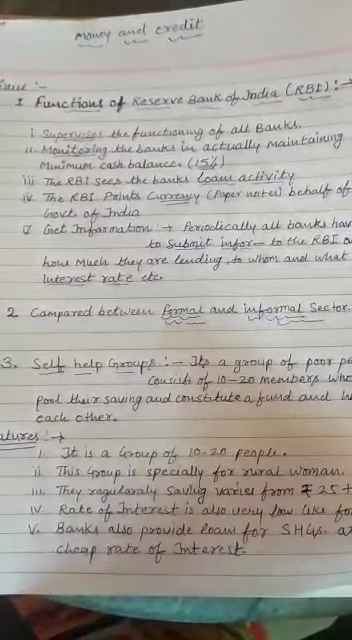 Money and credit
1 Functions of Reserve Bank of India (RBI):→
i Supervises the functioning of all Banks.
ii. Monitoring the banks in actually maintaining
Minimum cash balance. (15%)
iii The RBI sees the banks loans activity
iv The RBI Points Currency (Paper notes) behalf of
Govt. of India
V Get Information:→ Periodically all banks hav
to submit infor— to the RBI
how Much they are lending, to whom and what
Interest rate etc.
2 Compared between formal and informal Sector.
3. Self help Groups:— Its a group of poor pe
Consists of 10-20 members who
pool their saving and constitute a fund and
each other.
atures:→
i. It is a Group of 10-20 people.
ii This Group is specially for rural woman.
iii. They regularaly Saving varies from ₹25+
iv. Rate of Interest is also very low like for
V. Banks also provide loan for SHGs. a
cheap rate of Interest.